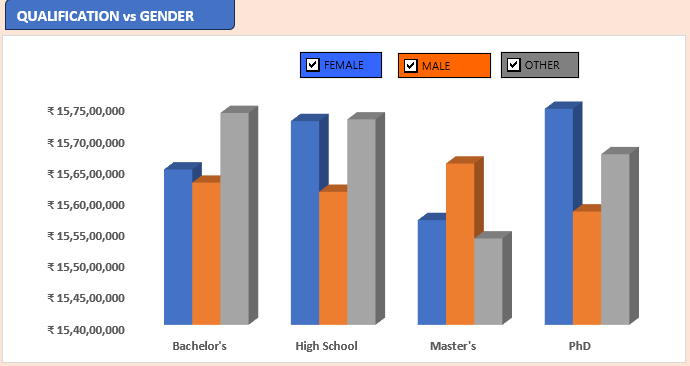 QUALIFICATION vs GENDER
FEMALE MALE OTHER
₹ 15,75,00,000
₹ 15,70,00,000
₹ 15,65,00,000
₹ 15,60,00,000
₹ 15,55,00,000
₹ 15,50,00,000
₹ 15,45,00,000
₹ 15,40,00,000
Bachelor's High School Master's PhD